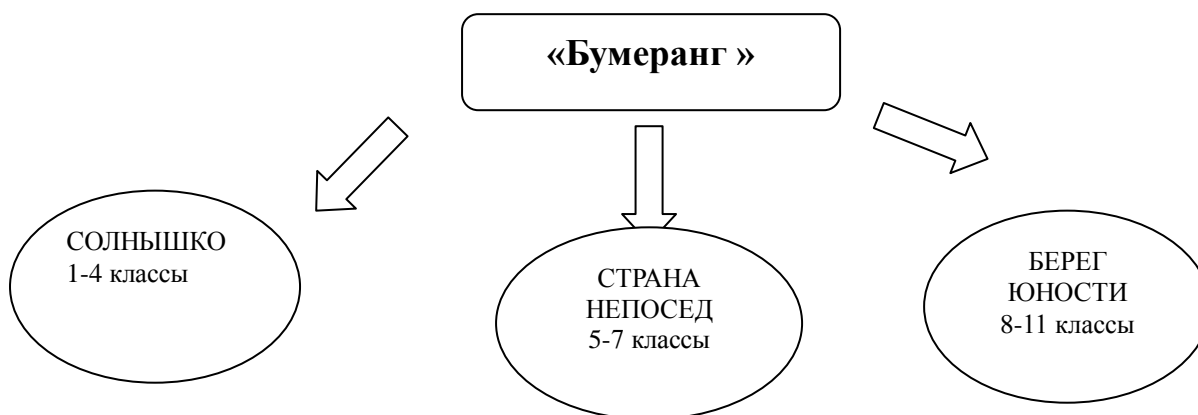 «Бумеранг »
СОЛНЫШКО
1-4 классы
СТРАНА
НЕПОСЕД
5-7 классы
БЕРЕГ
ЮНОСТИ
8-11 классы